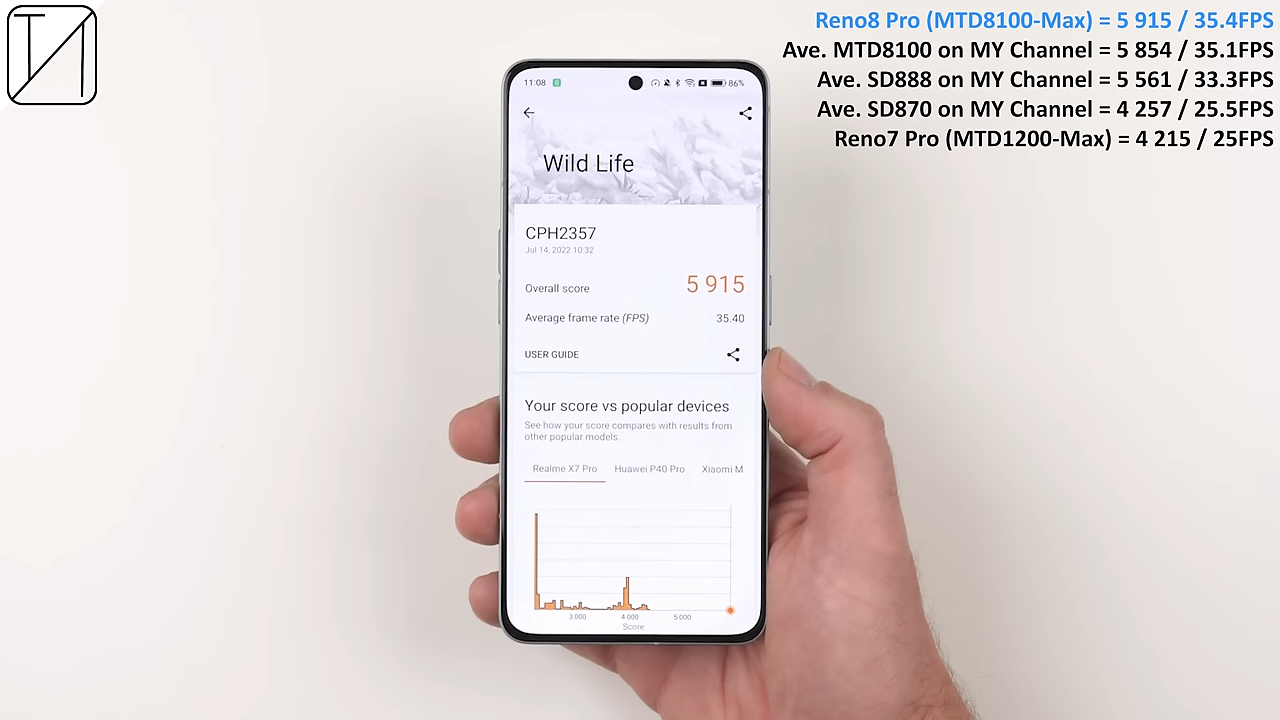 Reno8 Pro (MTD8100-Max) = 5 915 / 35.4FPS
Ave. MTD8100 on MY Channel = 5 854 / 35.1FPS
Ave. SD888 on MY Channel = 5 561 / 33.3FPS
Ave. SD870 on MY Channel = 4 257 / 25.5FPS
Reno7 Pro (MTD1200-Max) = 4 215 / 25FPS
11:08
86%
Wild Life
CPH2357
Jul 14, 2022 10:32
Overall score 5 915
Average frame rate (FPS) 35.40
USER GUIDE
Your score vs popular devices
See how your score compares with results from
other popular models.
Realme X7 Pro Huawei P40 Pro Xiaomi M
3 000 4 000 5 000
Score